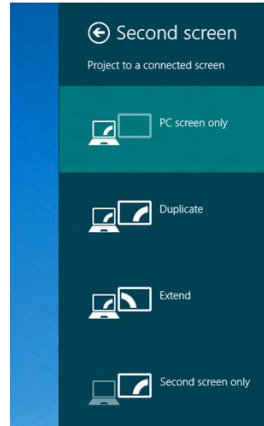 Second screen
Project to a connected screen
PC screen only
Duplicate
Extend
Second screen only